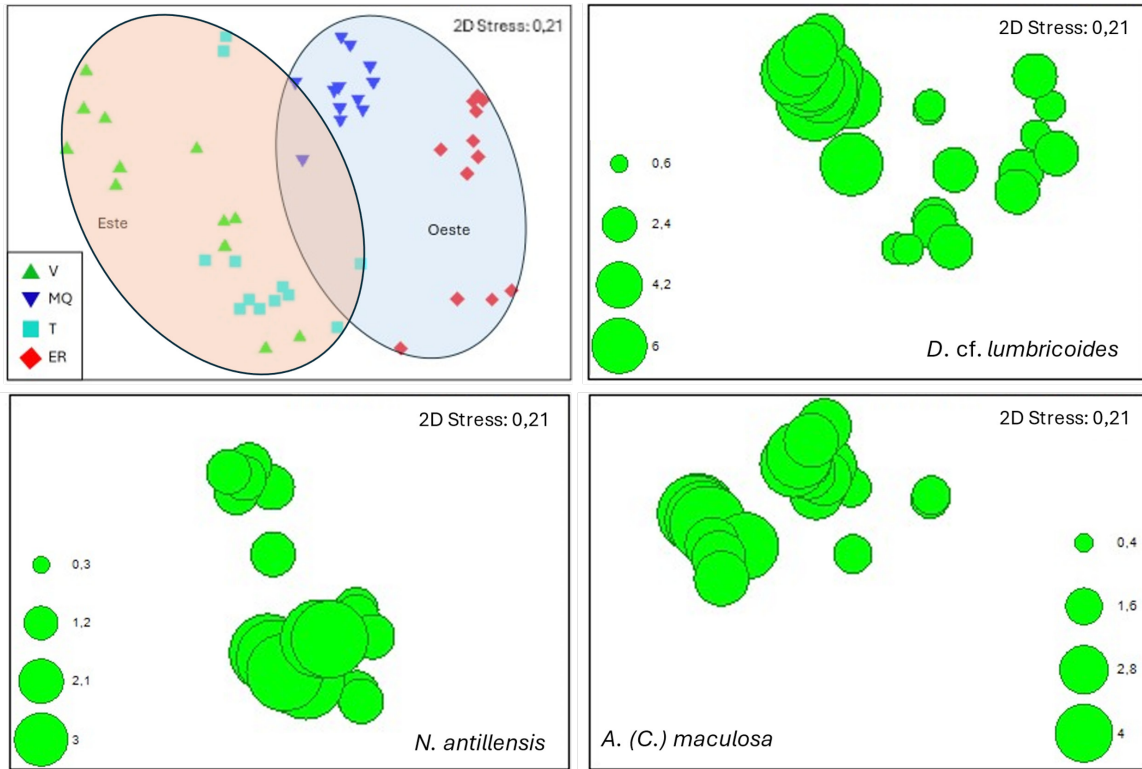 2D Stress: 0,21
Este
Oeste
V
MQ
T
ER
2D Stress: 0,21
0,6
2,4
4,2
6
D. cf. lumbricoides
2D Stress: 0,21
0,3
1,2
2,1
3
N. antillensis
2D Stress: 0,21
0,4
1,6
2,8
4
A. (C.) maculosa